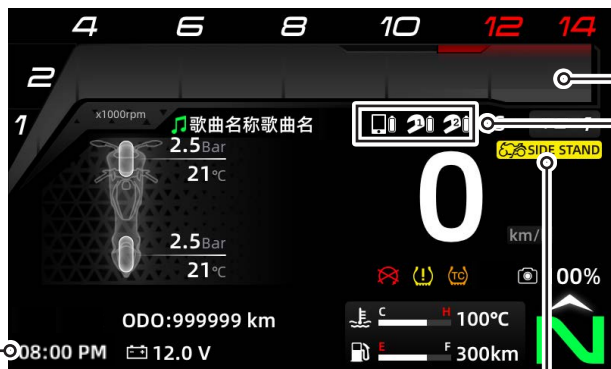 4 6 8 10 12 14
2
1
x1000rpm
歌曲名称歌曲名
2.5Bar
21℃
SIDE STAND
0
km/
2.5Bar
21℃
TC
00%
ODO:999999 km
C H 100℃
N
08:00 PM
12.0 V
E F 300km